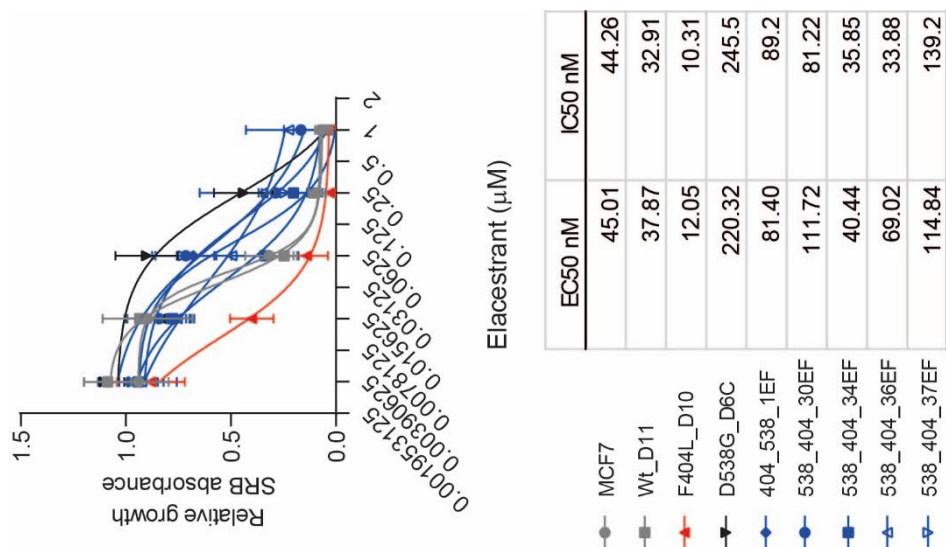 Relative growth
SRB absorbance
1.5
1.0
0.5
0.0
0.001953125
0.00390625
0.0078125
0.015625
0.03125
0.0625
0.125
0.25
0.5
1
2
Elacestrant (µM)
EC50 nM IC50 nM
MCF7 45.01 44.26
Wt_D11 37.87 32.91
F404L_D10 12.05 10.31
D538G_D6C 220.32 245.5
404_538_1EF 81.40 89.2
538_404_30EF 111.72 81.22
538_404_34EF 40.44 35.85
538_404_36EF 69.02 33.88
538_404_37EF 114.84 139.2